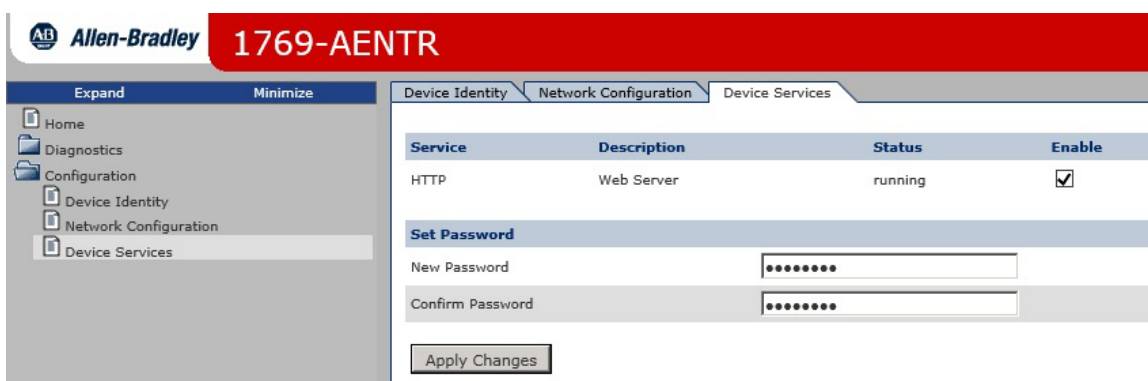 AB Allen-Bradley 1769-AENTR
Expand Minimize
Home
Diagnostics
Configuration
Device Identity
Network Configuration
Device Services
Device Identity Network Configuration Device Services
Service Description Status Enable
HTTP Web Server running
Set Password
New Password ••••••••
Confirm Password ••••••••
Apply Changes